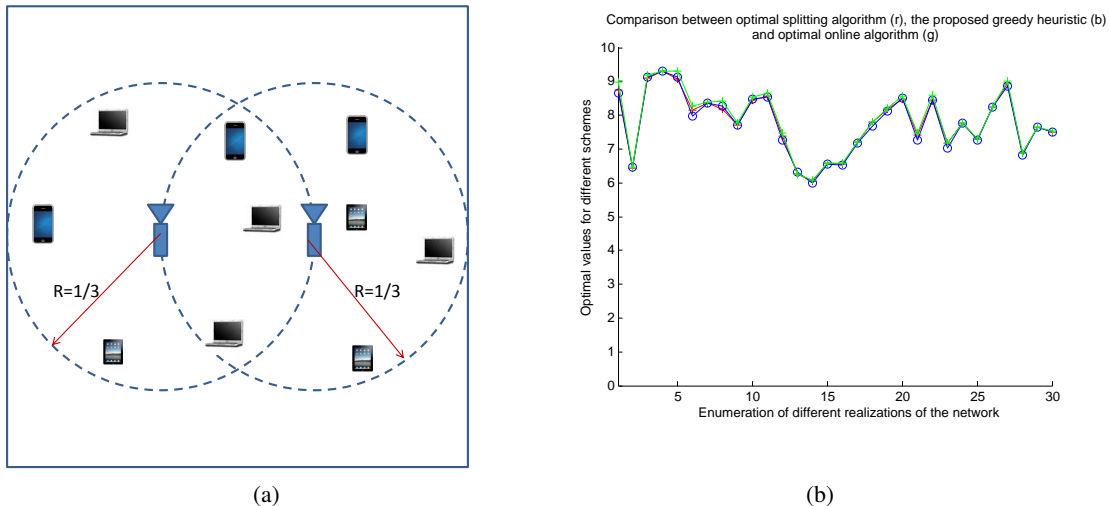 R=1/3
R=1/3
(a)
Comparison between optimal splitting algorithm (r), the proposed greedy heuristic (b)
and optimal online algorithm (g)
Optimal values for different schemes
10
9
8
7
6
5
4
3
2
1
0
5
10
15
20
25
30
Enumeration of different realizations of the network
(b)